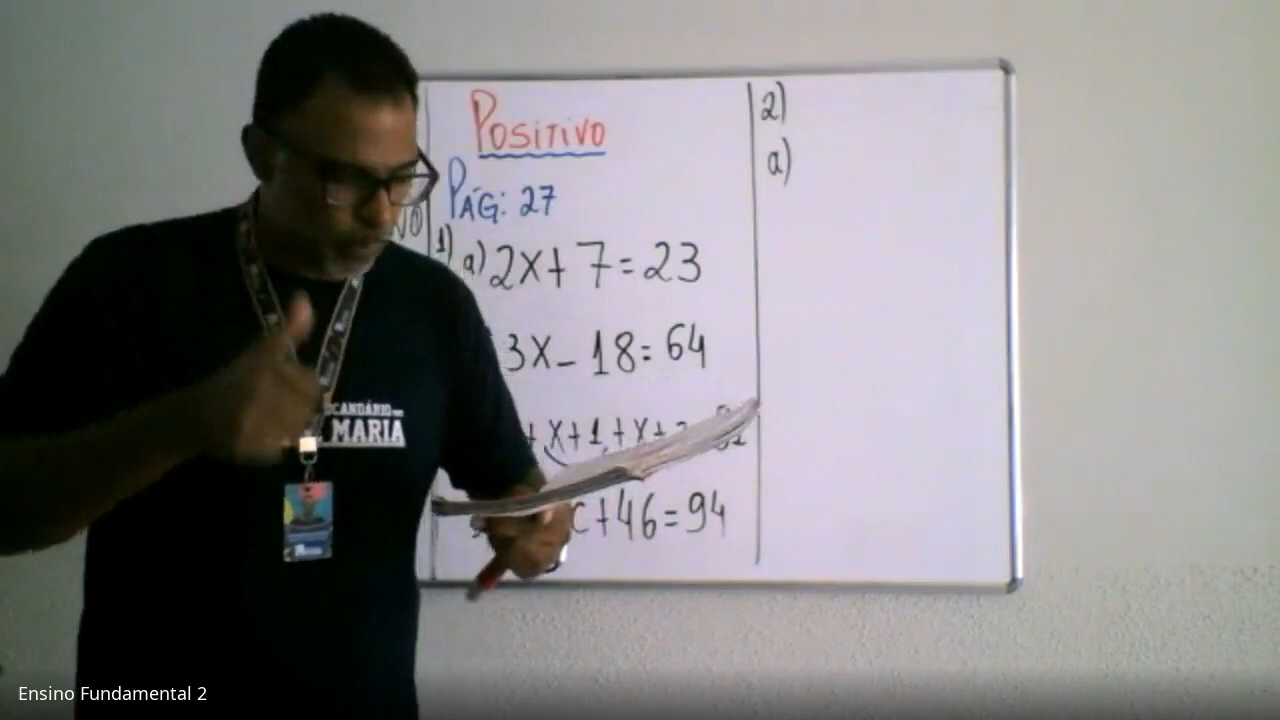 Positivo
PÁG: 27
1) a) 2x+7=23
3x-18=64
+x+1+x+
x+46=94
2)
a)
MARIA
Ensino Fundamental 2